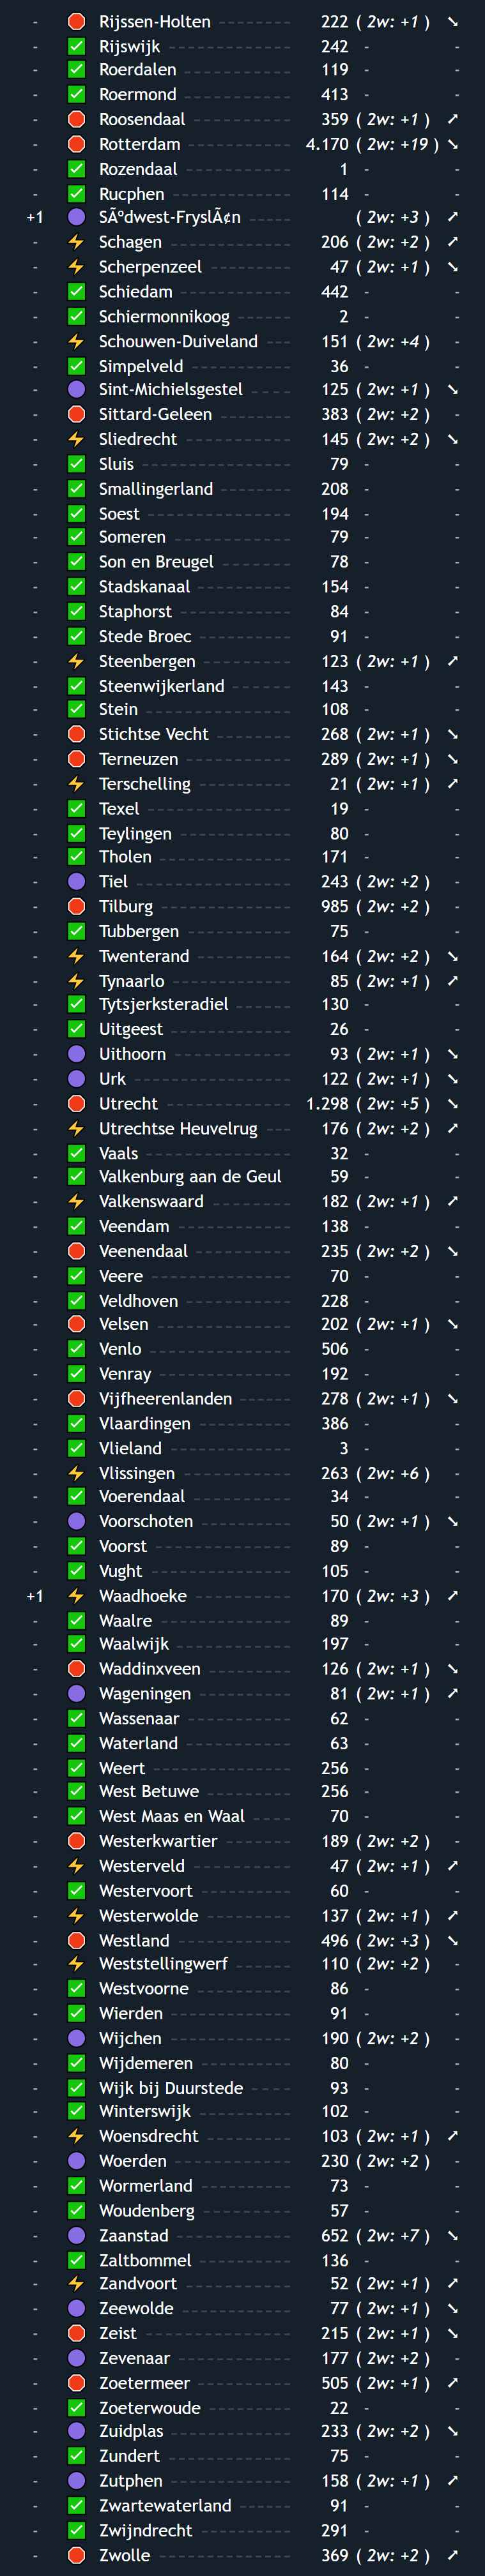 - 🛑 Rijssen-Holten ------- 222 ( 2w: +1 ) ➘
- ✅ Rijswijk ------- 242 - -
- ✅ Roerdalen ------- 119 - -
- ✅ Roermond ------- 413 - -
- 🛑 Roosendaal ------- 359 ( 2w: +1 ) ➚
- 🛑 Rotterdam ------- 4.170 ( 2w: +19 ) ➘
- ✅ Rozendaal ------- 1 - -
- ✅ Rucphen ------- 114 - -
+1 🟣 SÃºdwest-FryslÃ¢n ------- ( 2w: +3 ) ➚
- ⚡ Schagen ------- 206 ( 2w: +2 ) ➚
- ⚡ Scherpenzeel ------- 47 ( 2w: +1 ) ➘
- ✅ Schiedam ------- 442 - -
- ✅ Schiermonnikoog ------- 2 - -
- ⚡ Schouwen-Duiveland ---- 151 ( 2w: +4 ) -
- ✅ Simpelveld ------- 36 - -
- 🟣 Sint-Michielsgestel ------- 125 ( 2w: +1 ) ➘
- 🛑 Sittard-Geleen ------- 383 ( 2w: +2 ) -
- ⚡ Sliedrecht ------- 145 ( 2w: +2 ) ➘
- ✅ Sluis ------- 79 - -
- ✅ Smallingerland ------- 208 - -
- ✅ Soest ------- 194 - -
- ✅ Someren ------- 79 - -
- ✅ Son en Breugel ------- 78 - -
- ✅ Stadskanaal ------- 154 - -
- ✅ Staphorst ------- 84 - -
- ✅ Stede Broec ------- 91 - -
- ⚡ Steenbergen ------- 123 ( 2w: +1 ) ➚
- ✅ Steenwijkerland ------- 143 - -
- ✅ Stein ------- 108 - -
- 🛑 Stichtse Vecht ------- 268 ( 2w: +1 ) ➘
- 🛑 Terneuzen ------- 289 ( 2w: +1 ) ➘
- ⚡ Terschelling ------- 21 ( 2w: +1 ) ➚
- ✅ Texel ------- 19 - -
- ✅ Teylingen ------- 80 - -
- ✅ Tholen ------- 171 - -
- 🟣 Tiel ------- 243 ( 2w: +2 ) -
- 🛑 Tilburg ------- 985 ( 2w: +2 ) -
- ✅ Tubbergen ------- 75 - -
- ⚡ Twenterand ------- 164 ( 2w: +2 ) ➘
- ⚡ Tynaarlo ------- 85 ( 2w: +1 ) ➚
- ✅ Tytsjerksteradiel ------- 130 - -
- ✅ Uitgeest ------- 26 - -
- 🟣 Uithoorn ------- 93 ( 2w: +1 ) ➘
- 🟣 Urk ------- 122 ( 2w: +1 ) ➘
- 🛑 Utrecht ------- 1.298 ( 2w: +5 ) ➘
- ⚡ Utrechtse Heuvelrug --- 176 ( 2w: +2 ) ➚
- ✅ Vaals ------- 32 - -
- ✅ Valkenburg aan de Geul 59 - -
- ⚡ Valkenswaard ------- 182 ( 2w: +1 ) ➚
- ✅ Veendam ------- 138 - -
- 🛑 Veenendaal ------- 235 ( 2w: +2 ) ➘
- ✅ Veere ------- 70 - -
- ✅ Veldhoven ------- 228 - -
- 🛑 Velsen ------- 202 ( 2w: +1 ) ➘
- ✅ Venlo ------- 506 - -
- ✅ Venray ------- 192 - -
- 🛑 Vijfheerenlanden ------- 278 ( 2w: +1 ) ➘
- ✅ Vlaardingen ------- 386 - -
- ✅ Vlieland ------- 3 - -
- ⚡ Vlissingen ------- 263 ( 2w: +6 ) -
- ✅ Voerendaal ------- 34 - -
- 🟣 Voorschoten ------- 50 ( 2w: +1 ) ➘
- ✅ Voorst ------- 89 - -
- ✅ Vught ------- 105 - -
+1 ⚡ Waadhoeke ------- 170 ( 2w: +3 ) ➚
- ✅ Waalre ------- 89 - -
- ✅ Waalwijk ------- 197 - -
- 🛑 Waddinxveen ------- 126 ( 2w: +1 ) ➘
- 🟣 Wageningen ------- 81 ( 2w: +1 ) ➚
- ✅ Wassenaar ------- 62 - -
- ✅ Waterland ------- 63 - -
- ✅ Weert ------- 256 - -
- ✅ West Betuwe ------- 256 - -
- ✅ West Maas en Waal ---- 70 - -
- 🛑 Westerkwartier ------- 189 ( 2w: +2 ) -
- ⚡ Westerveld ------- 47 ( 2w: +1 ) ➚
- ✅ Westervoort ------- 60 - -
- ⚡ Westerwolde ------- 137 ( 2w: +1 ) ➚
- 🛑 Westland ------- 496 ( 2w: +3 ) ➘
- ⚡ Weststellingwerf ------- 110 ( 2w: +2 ) -
- ✅ Westvoorne ------- 86 - -
- ✅ Wierden ------- 91 - -
- 🟣 Wijchen ------- 190 ( 2w: +2 ) -
- ✅ Wijdemeren ------- 80 - -
- ✅ Wijk bij Duurstede ---- 93 - -
- ✅ Winterswijk ------- 102 - -
- ⚡ Woensdrecht ------- 103 ( 2w: +1 ) ➚
- 🟣 Woerden ------- 230 ( 2w: +2 ) -
- ✅ Wormerland ------- 73 - -
- ✅ Woudenberg ------- 57 - -
- 🟣 Zaanstad ------- 652 ( 2w: +7 ) ➘
- ✅ Zaltbommel ------- 136 - -
- ⚡ Zandvoort ------- 52 ( 2w: +1 ) ➚
- 🟣 Zeewolde ------- 77 ( 2w: +1 ) ➘
- 🛑 Zeist ------- 215 ( 2w: +1 ) ➘
- 🟣 Zevenaar ------- 177 ( 2w: +2 ) -
- 🛑 Zoetermeer ------- 505 ( 2w: +1 ) ➚
- ✅ Zoeterwoude ------- 22 - -
- 🟣 Zuidplas ------- 233 ( 2w: +2 ) ➘
- ✅ Zundert ------- 75 - -
- 🟣 Zutphen ------- 158 ( 2w: +1 ) ➚
- ✅ Zwartewaterland ------- 91 - -
- ✅ Zwijndrecht ------- 291 - -
- 🛑 Zwolle ------- 369 ( 2w: +2 ) ➚